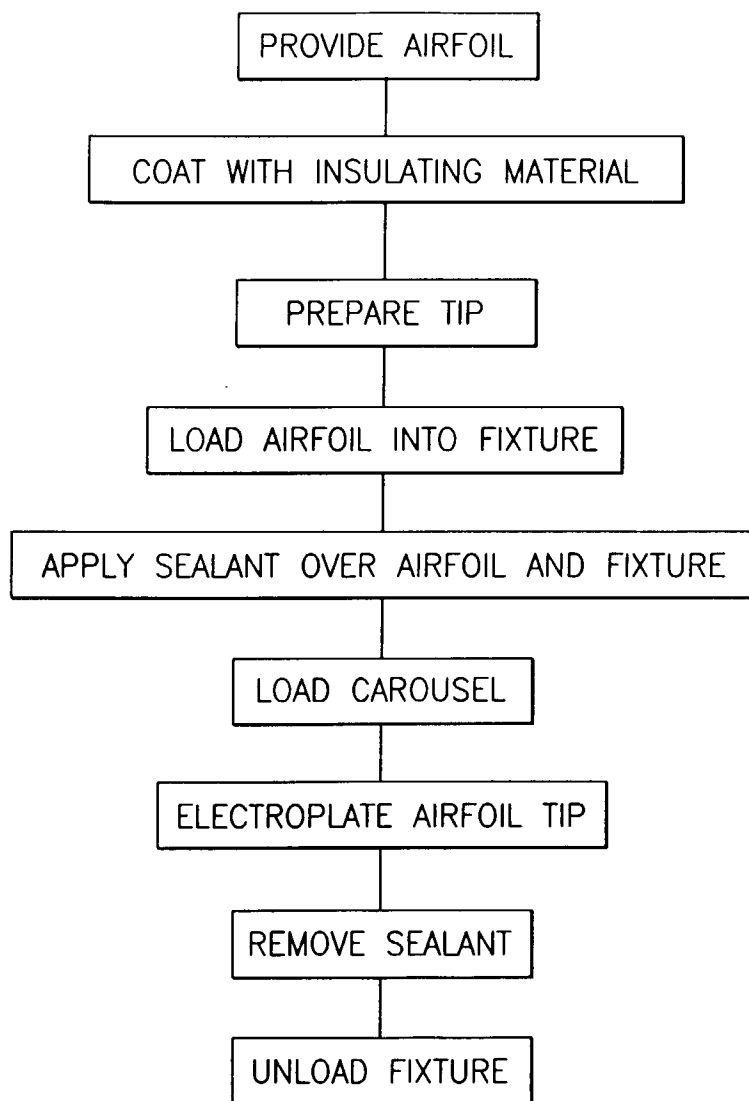 PROVIDE AIRFOIL
COAT WITH INSULATING MATERIAL
PREPARE TIP
LOAD AIRFOIL INTO FIXTURE
APPLY SEALANT OVER AIRFOIL AND FIXTURE
LOAD CAROUSEL
ELECTROPLATE AIRFOIL TIP
REMOVE SEALANT
UNLOAD FIXTURE